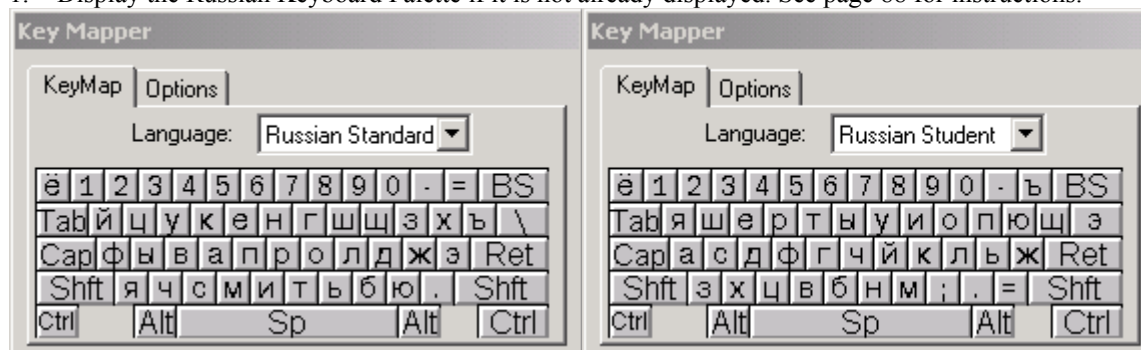 1. Display the Russian Keyboard Palette if it is not already displayed. See page for instructions.
Key Mapper
KeyMap Options
Language: Russian Standard
ё 1 2 3 4 5 6 7 8 9 0 - = BS
Tab й ц у к е н г ш щ з х ъ \
Cap ф ы в а п р о л д ж э Ret
Shft я ч с м и т ь б ю . Shft
Ctrl Alt Sp Alt Ctrl
Key Mapper
KeyMap Options
Language: Russian Student
ё 1 2 3 4 5 6 7 8 9 0 - ъ BS
Tab я ш е р т ы у и о п ю щ э
Cap а с д ф г ч й к л ь ж Ret
Shft з х ц в б н м ; . = Shft
Ctrl Alt Sp Alt Ctrl